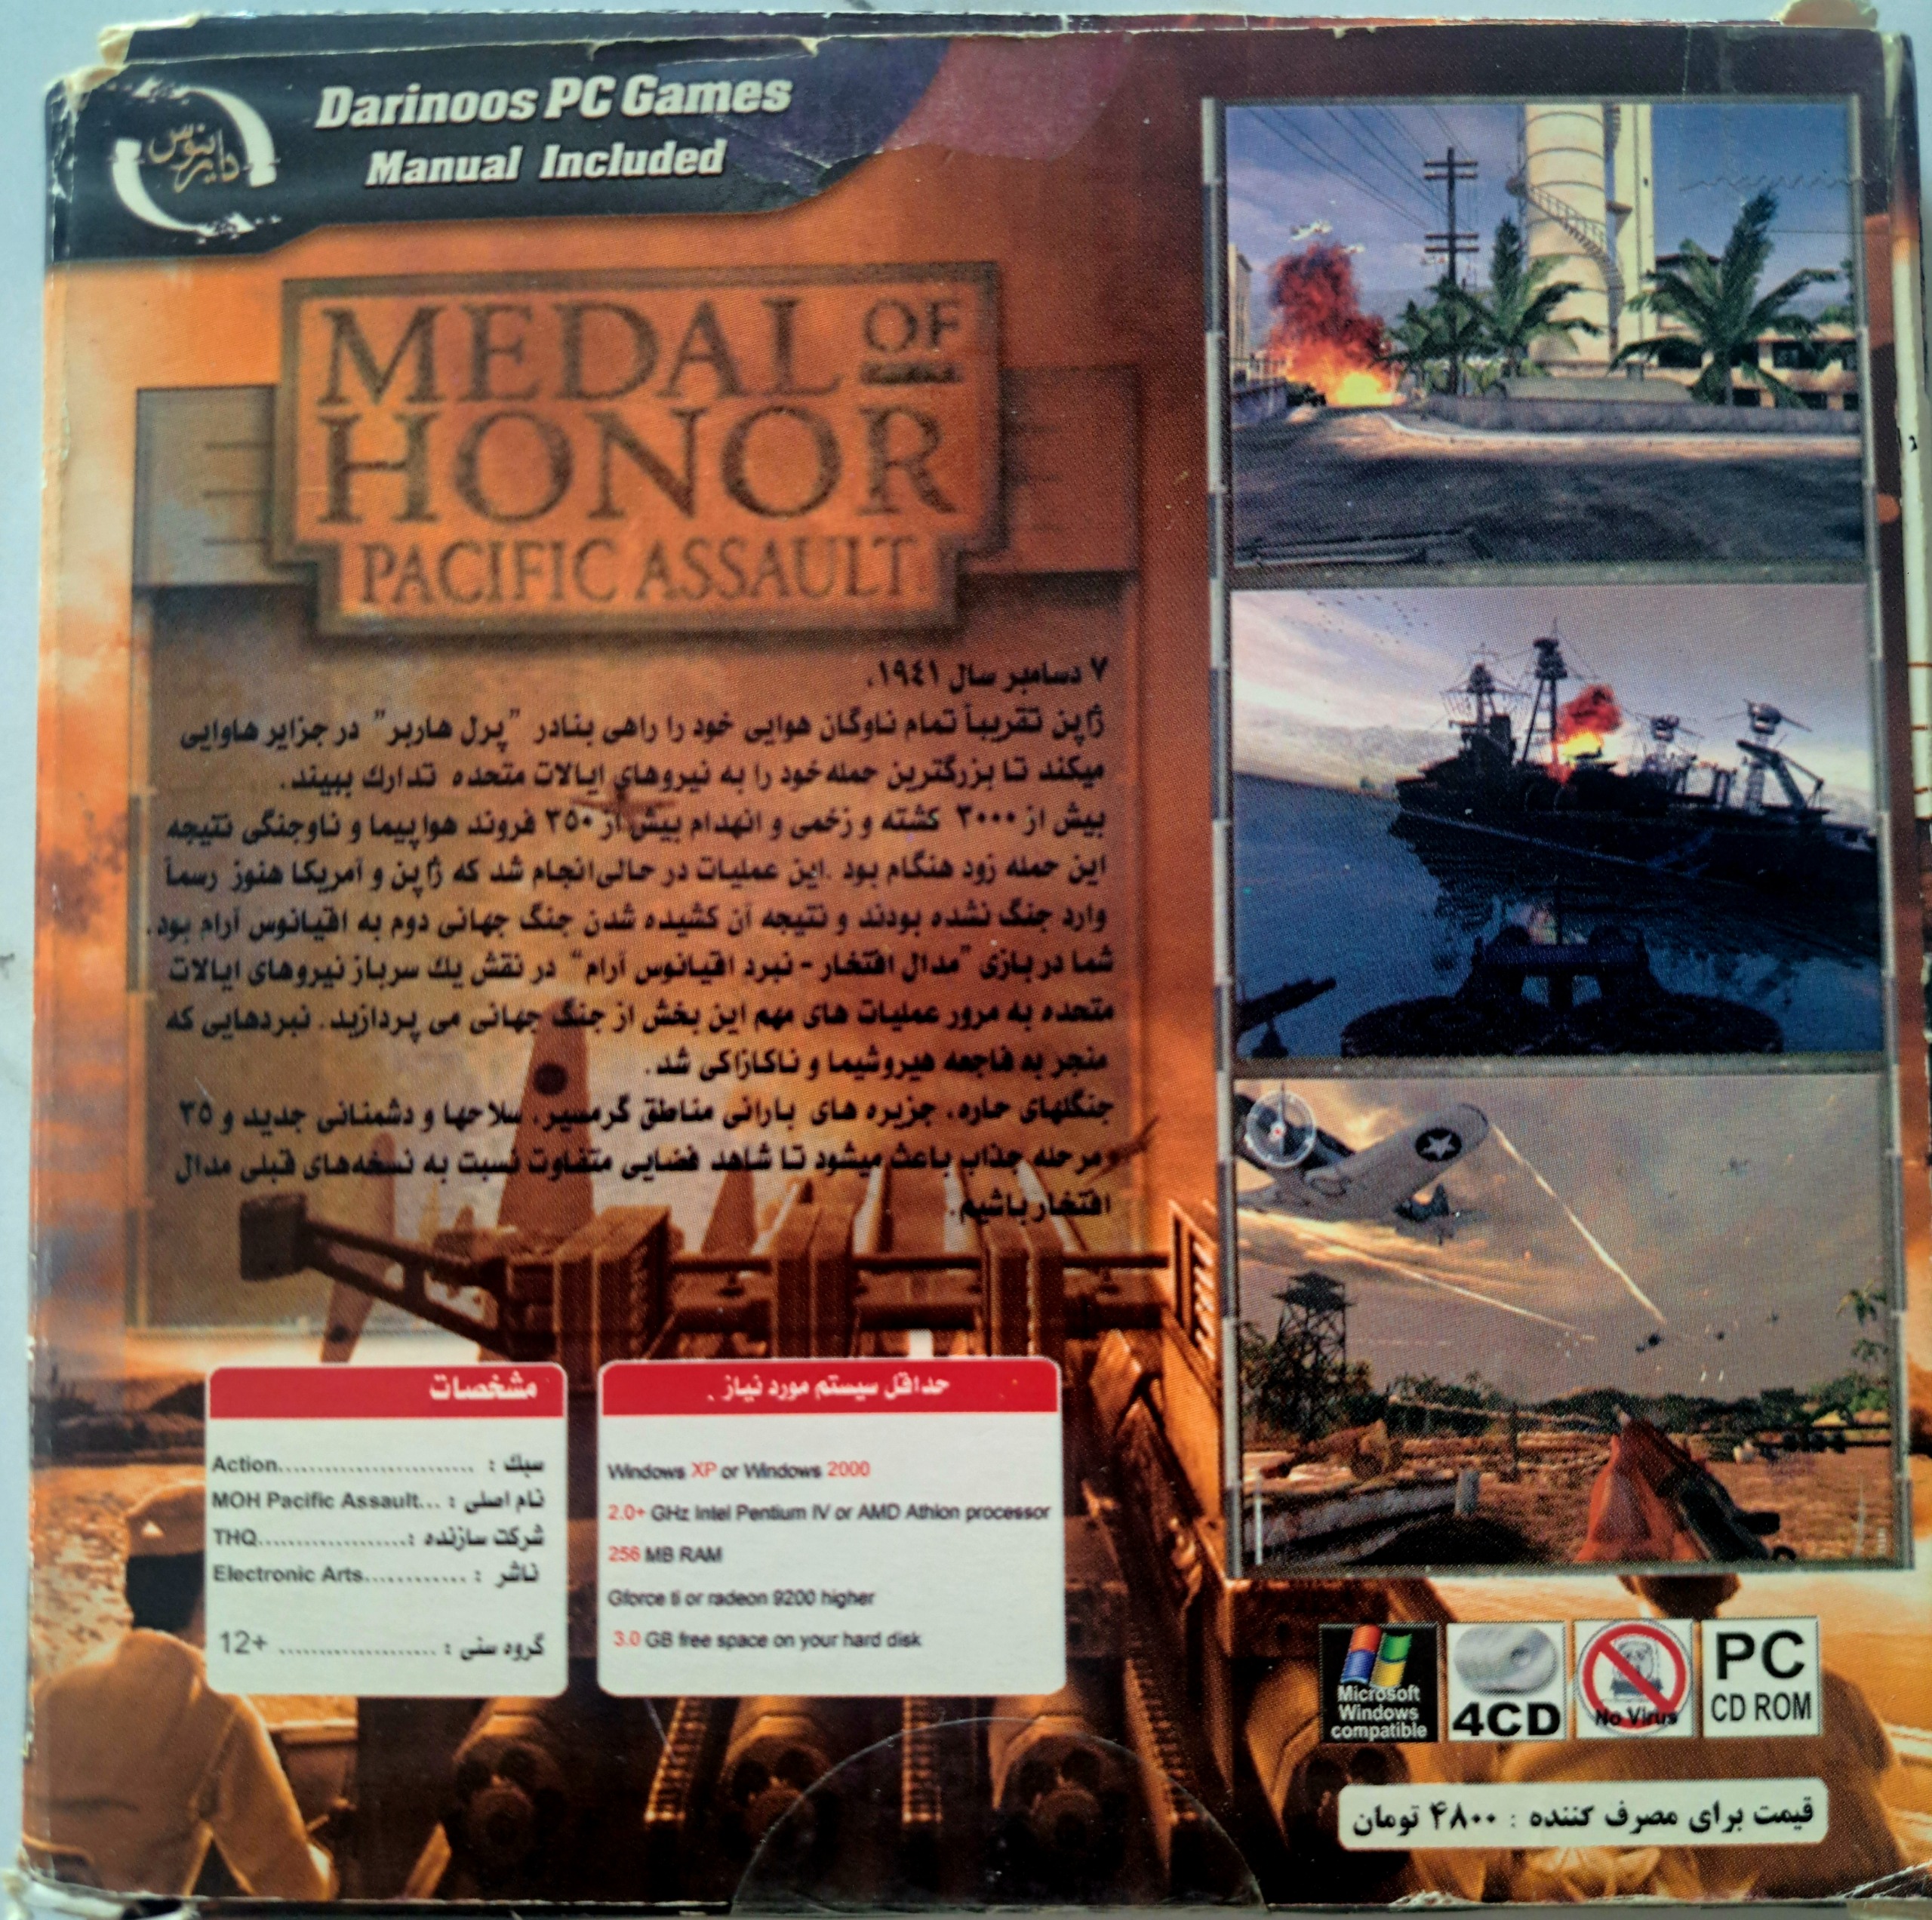 دارینوس
Darinoos PC Games
Manual Included
MEDAL OF
HONOR
PACIFIC ASSAULT
۷ دسامبر سال ۱۹٤۱،
ژاپن تقریباً تمام ناوگان هوایی خود را راهی بنادر "پرل هاربر" در جزایر هاوایی
میکند تا بزرگترین حمله خود را به نیروهای ایالات متحده تدارك ببیند.
بیش از ۳۰۰۰ کشته و زخمی و انهدام بیش از ۳۵۰ فروند هواپیما و ناوجنگی نتیجه
این حمله زود هنگام بود .این عملیات در حالی‌انجام شد که ژاپن و آمریکا هنوز رسماً
وارد جنگ نشده بودند و نتیجه آن کشیده شدن جنگ جهانی دوم به اقیانوس آرام بود.
شما در بازی "مدال افتخار - نبرد اقیانوس آرام" در نقش یك سرباز نیروهای ایالات
متحده به مرور عملیات های مهم این بخش از جنگ جهانی می پردازید. نبردهایی که
منجر به فاجعه هیروشیما و ناکازاکی شد.
جنگلهای حاره، جزیره های بارانی مناطق گرمسیر، سلاحها و دشمنانی جدید و ۳۵
مرحله جذاب باعث میشود تا شاهد فضایی متفاوت نسبت به نسخه‌های قبلی مدال
افتخار باشیم.
مشخصات
سبك : ......................... Action
نام اصلی : ...MOH Pacific Assault
شرکت سازنده :...................THQ
ناشر : .............Electronic Arts
گروه سنی : .................... 12+
حداقل سیستم مورد نیاز
Windows XP or Windows 2000
2.0+ GHz Intel Pentium IV or AMD Athlon processor
256 MB RAM
Gforce ti or radeon 9200 higher
3.0 GB free space on your hard disk
Microsoft
Windows
compatible
4CD
No Virus
PC
CD ROM
قیمت برای مصرف کننده : ۴۸۰۰ تومان